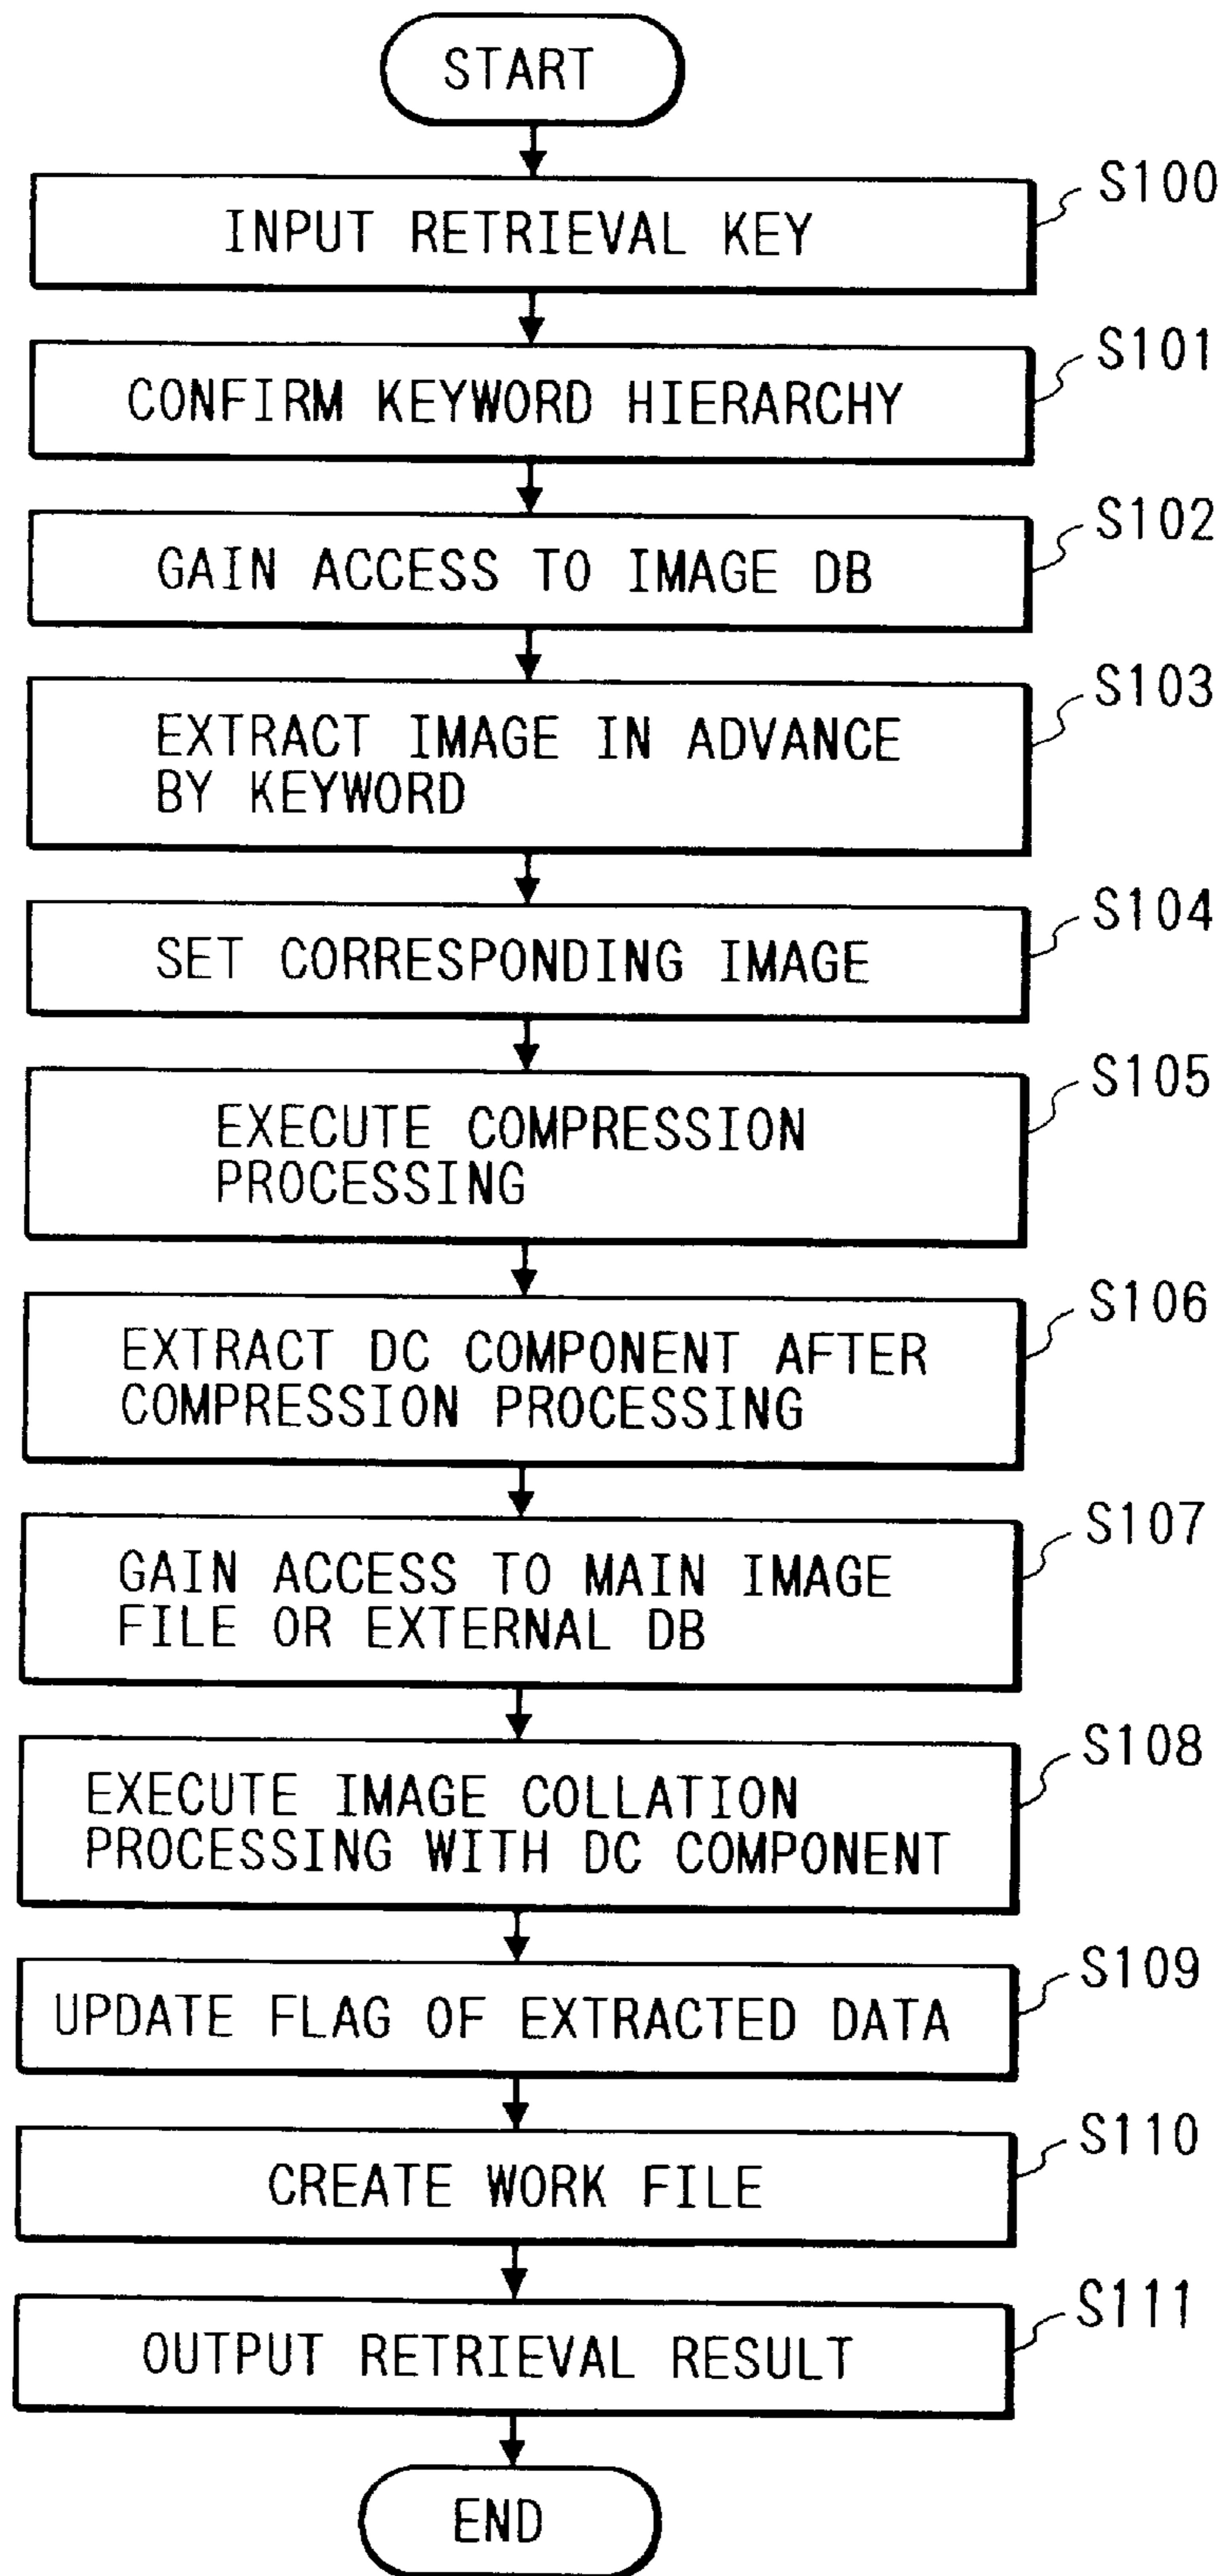 START
INPUT RETRIEVAL KEY
S100
CONFIRM KEYWORD HIERARCHY
S101
GAIN ACCESS TO IMAGE DB
S102
EXTRACT IMAGE IN ADVANCE
BY KEYWORD
S103
SET CORRESPONDING IMAGE
S104
EXECUTE COMPRESSION
PROCESSING
S105
EXTRACT DC COMPONENT AFTER
COMPRESSION PROCESSING
S106
GAIN ACCESS TO MAIN IMAGE
FILE OR EXTERNAL DB
S107
EXECUTE IMAGE COLLATION
PROCESSING WITH DC COMPONENT
S108
UPDATE FLAG OF EXTRACTED DATA
S109
CREATE WORK FILE
S110
OUTPUT RETRIEVAL RESULT
S111
END